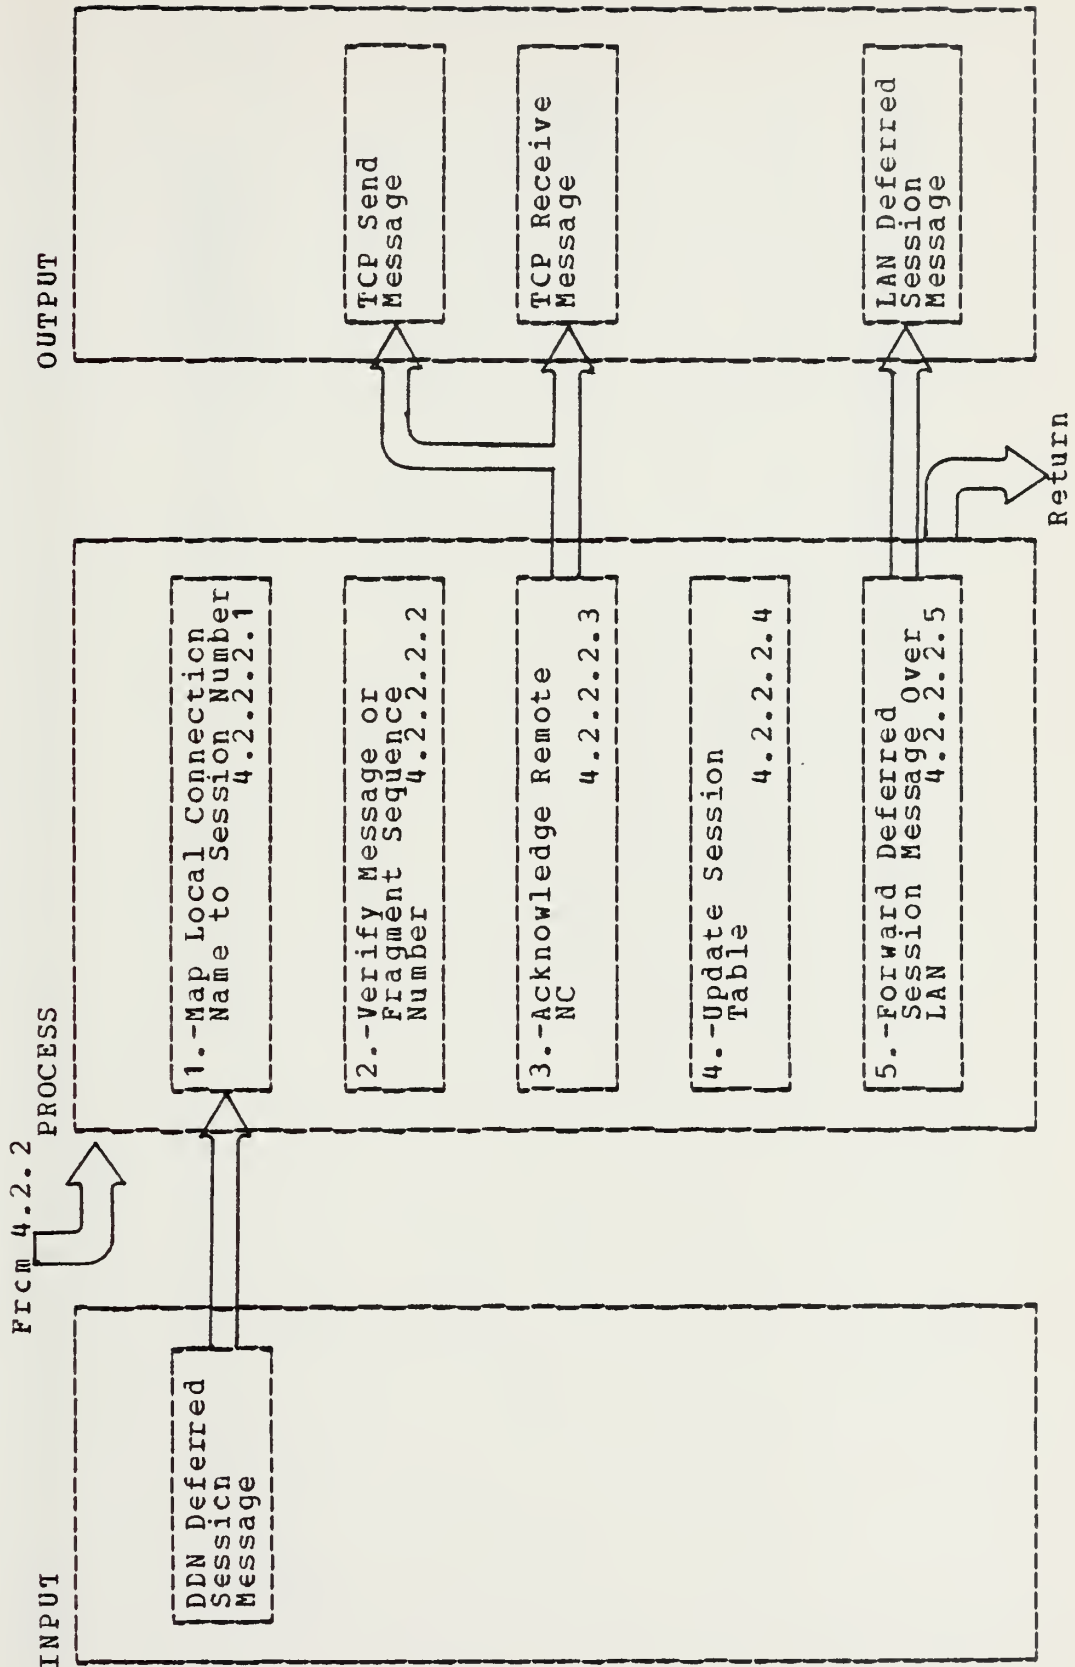 From 4.2.2
INPUT
PROCESS
OUTPUT
DDN Deferred
Session
Message
1.-Map Local Connection
Name to Session Number
4.2.2.2.1
2.-Verify Message or
Fragment Sequence
Number 4.2.2.2.2
3.-Acknowledge Remote
NC 4.2.2.2.3
4.-Update Session
Table 4.2.2.2.4
5.-Forward Deferred
Session Message Over
LAN 4.2.2.2.5
TCP Send
Message
TCP Receive
Message
LAN Deferred
Session
Message
Return